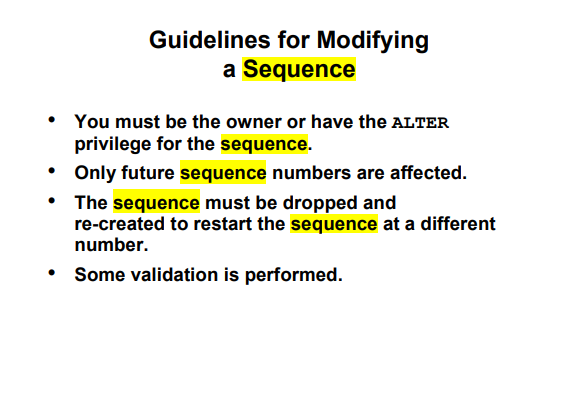 Guidelines for Modifying
a Sequence
• You must be the owner or have the ALTER
privilege for the sequence.
• Only future sequence numbers are affected.
• The sequence must be dropped and
re-created to restart the sequence at a different
number.
• Some validation is performed.